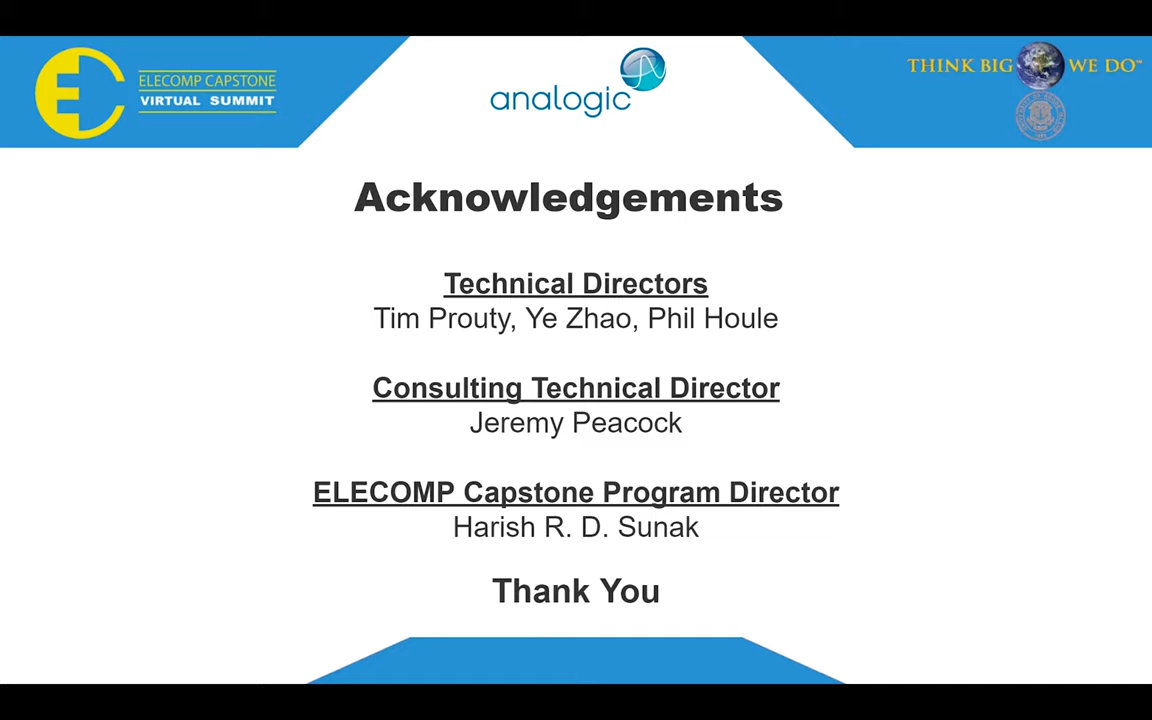 ELECOMP CAPSTONE
VIRTUAL SUMMIT
analogic
THINK BIG WE DO™
Acknowledgements
Technical Directors
Tim Prouty, Ye Zhao, Phil Houle
Consulting Technical Director
Jeremy Peacock
ELECOMP Capstone Program Director
Harish R. D. Sunak
Thank You